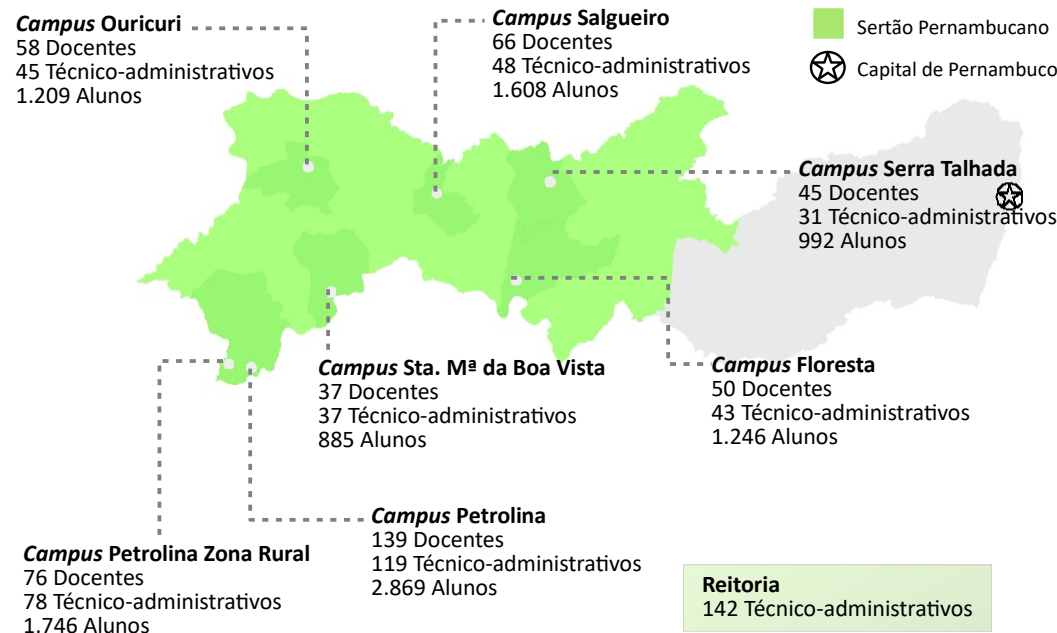 Campus Ouricuri
58 Docentes
45 Técnico-administrativos
1.209 Alunos
Campus Salgueiro
66 Docentes
48 Técnico-administrativos
1.608 Alunos
Sertão Pernambucano
Capital de Pernambuco
Campus Serra Talhada
45 Docentes
31 Técnico-administrativos
992 Alunos
Campus Sta. Mª da Boa Vista
37 Docentes
37 Técnico-administrativos
885 Alunos
Campus Floresta
50 Docentes
43 Técnico-administrativos
1.246 Alunos
Campus Petrolina Zona Rural
76 Docentes
78 Técnico-administrativos
1.746 Alunos
Campus Petrolina
139 Docentes
119 Técnico-administrativos
2.869 Alunos
Reitoria
142 Técnico-administrativos